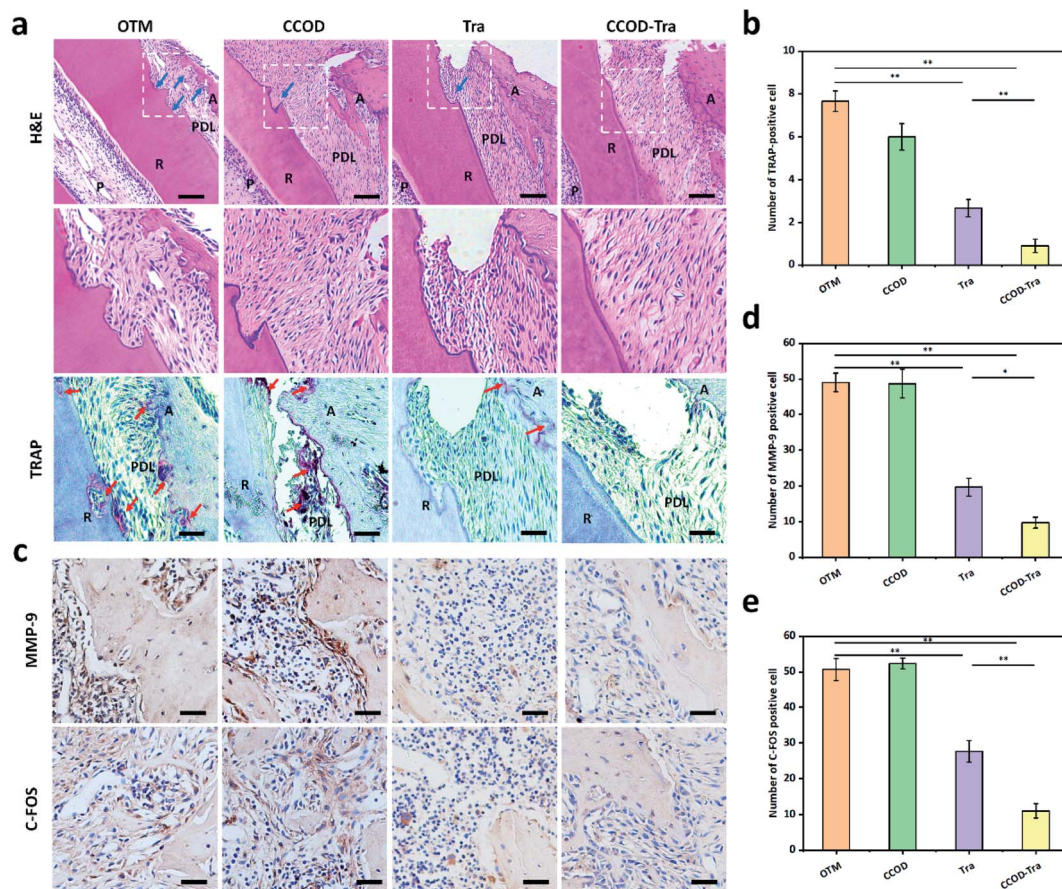 a
OTM CCOD Tra CCOD-Tra
H&E
A
PDL
R
P
A
PDL
R
P
A
PDL
R
P
A
PDL
R
P
TRAP
A
PDL
R
A
R
PDL
A
PDL
R
A
PDL
R
c
MMP-9
C-FOS
b
Number of TRAP-positive cell
10
8
6
4
2
0
**
**
**
OTM CCOD Tra CCOD-Tra
d
Number of MMP-9 positive cell
60
50
40
30
20
10
0
**
**
*
OTM CCOD Tra CCOD-Tra
e
Number of C-FOS positive cell
60
50
40
30
20
10
0
**
**
**
OTM CCOD Tra CCOD-Tra